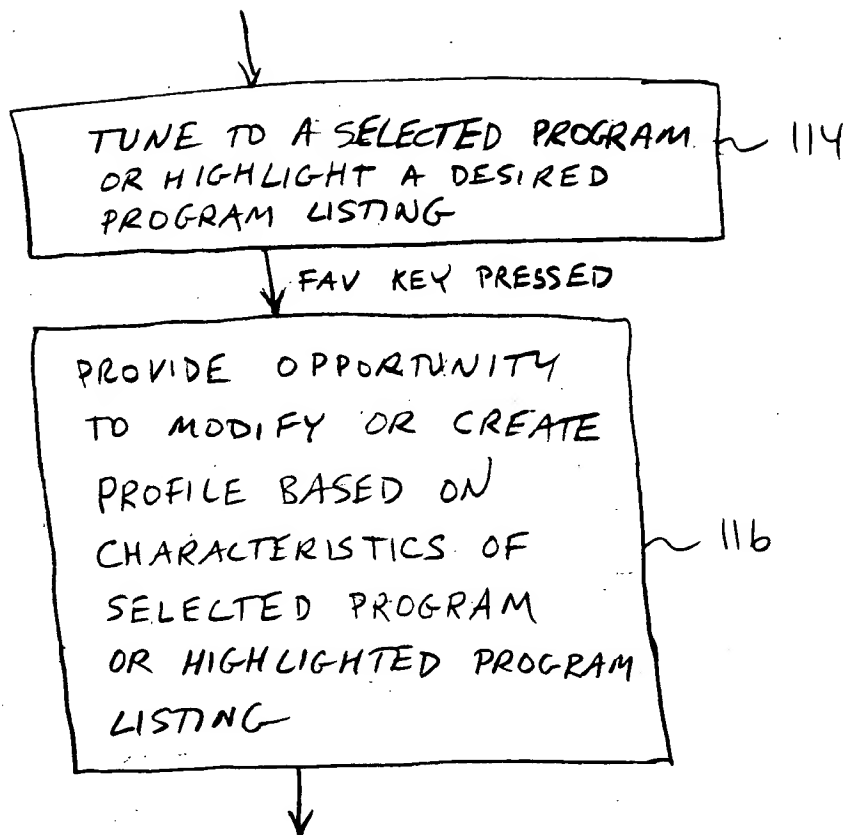 TUNE TO A SELECTED PROGRAM
OR HIGHLIGHT A DESIRED
PROGRAM LISTING
114
FAV KEY PRESSED
PROVIDE OPPORTUNITY
TO MODIFY OR CREATE
PROFILE BASED ON
CHARACTERISTICS OF
SELECTED PROGRAM
OR HIGHLIGHTED PROGRAM
LISTING
116